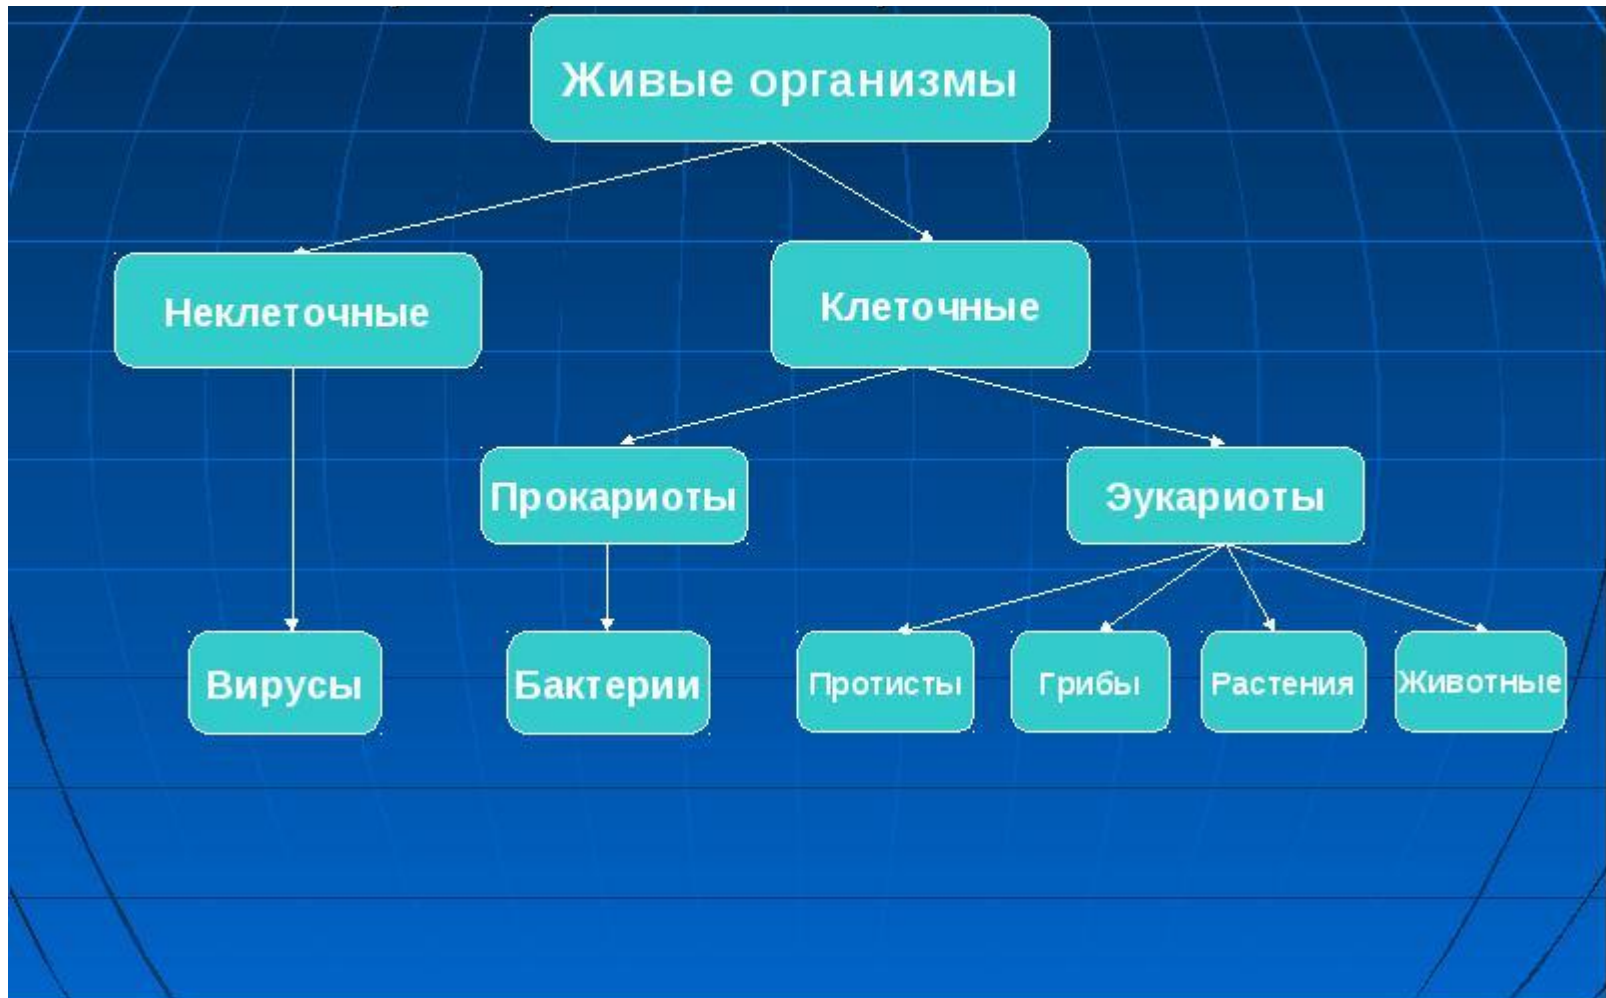 Живые организмы
Неклеточные
Клеточные
Прокариоты
Эукариоты
Вирусы
Бактерии
Протисты
Грибы
Растения
Животные